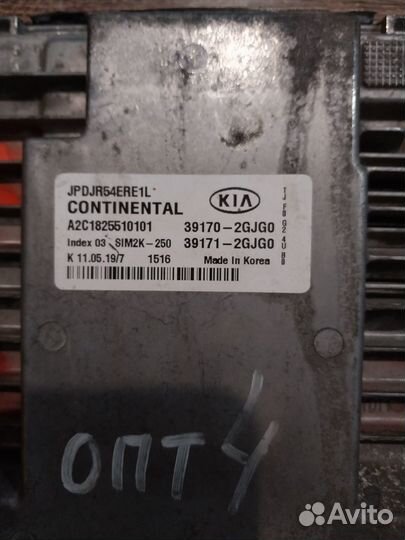 JPDJR54ERE1L*
CONTINENTAL
KIA
A2C1825510101
39170-2GJG0
Index 03 SIM2K-250
39171-2GJG0
K 11.05.19/7
1516
Made in Korea
ОПТ4
Avito